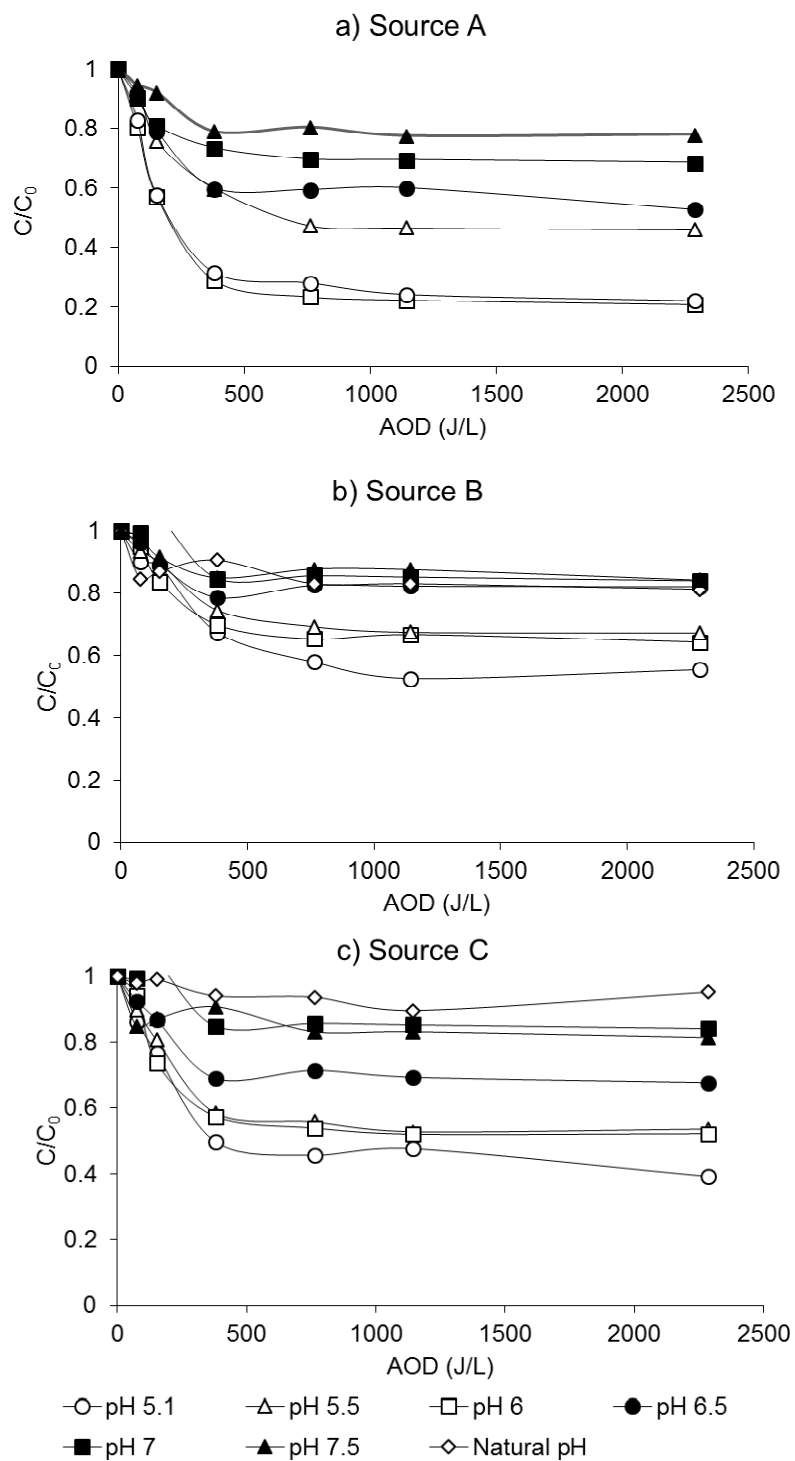 a) Source A
1
0.8
0.6
0.4
0.2
0
C/C0
0 500 1000 1500 2000 2500
AOD (J/L)
b) Source B
1
0.8
0.6
0.4
0.2
0
C/C0
0 500 1000 1500 2000 2500
AOD (J/L)
c) Source C
1
0.8
0.6
0.4
0.2
0
C/C0
0 500 1000 1500 2000 2500
AOD (J/L)
pH 5.1 pH 5.5 pH 6 pH 6.5
pH 7 pH 7.5 Natural pH